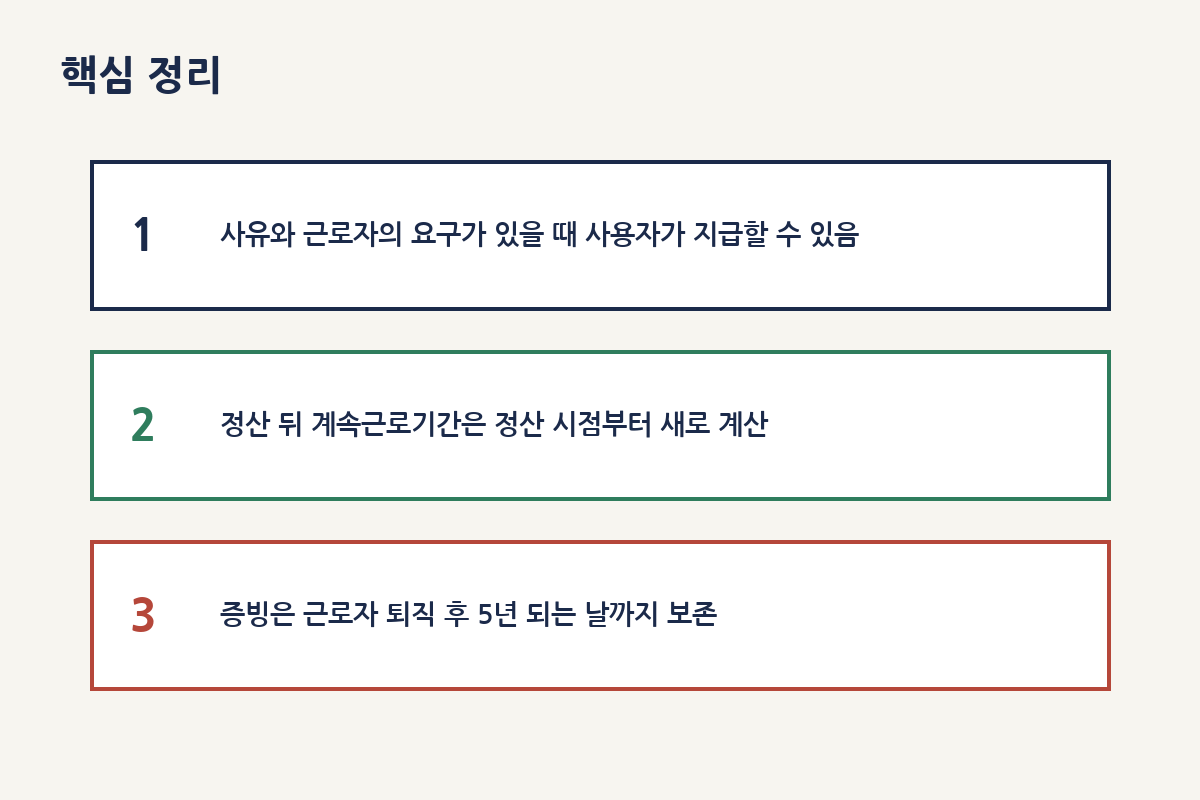 핵심 정리
1
사유와 근로자의 요구가 있을 때 사용자가 지급할 수 있음
2
정산 뒤 계속근로기간은 정산 시점부터 새로 계산
3
증빙은 근로자 퇴직 후 5년 되는 날까지 보존